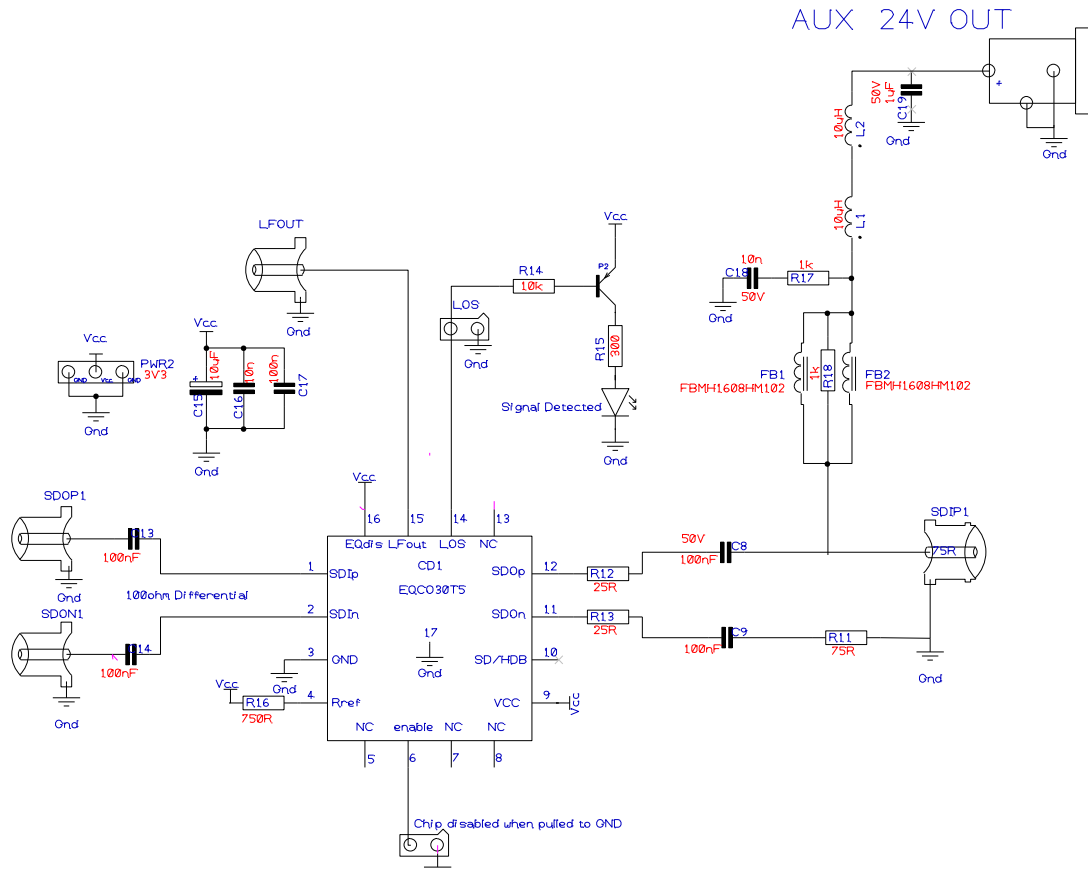 AUX 24V OUT
+
50V
1uF
C19
Gnd
Gnd
10uH
L2
10uH
L1
10n
C18
50V
1k
R17
Gnd
LFOUT
Gnd
Vcc
P2
R14
10k
LOS
Gnd
R15
300
Signal Detected
Gnd
Vcc
PWR2
3V3
GND
Vcc
GND
Gnd
Vcc
+
10uF
C15
10n
C16
100n
C17
Gnd
FB1
FBMH1608HM102
1k
R18
FB2
FBMH1608HM102
SDOP1
C13
100nF
Gnd
100ohm Differential
SDON1
C14
100nF
Gnd
Vcc
16
15
14
13
EQdis
LFout
LOS
NC
CD1
EQCO30T5
1
SDIp
2
SDIn
3
GND
4
Rref
Gnd
Vcc
R16
750R
17
Gnd
12
SDOp
11
SDOn
10
SD/HDB
9
VCC
Vcc
NC
enable
NC
NC
5
6
7
8
R12
25R
R13
25R
50V
100nF
C8
100nF
C9
R11
75R
SDIP1
75R
Gnd
Chip disabled when pulled to GND